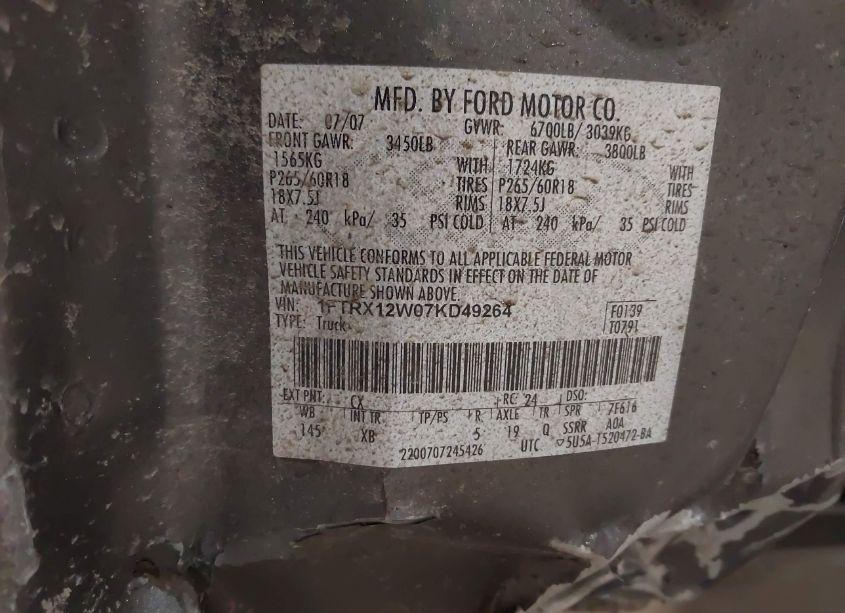 MFD. BY FORD MOTOR CO.
DATE: 07/07 GVWR: 6700LB/ 3039KG
FRONT GAWR: 3450LB REAR GAWR: 3800LB
1565KG WITH 1724KG WITH
P265/60R18 TIRES P265/60R18 TIRES
18X7.5J RIMS 18X7.5J RIMS
AT 240 kPa/ 35 PSI COLD AT 240 kPa/ 35 PSI COLD
THIS VEHICLE CONFORMS TO ALL APPLICABLE FEDERAL MOTOR
VEHICLE SAFETY STANDARDS IN EFFECT ON THE DATE OF
MANUFACTURE SHOWN ABOVE.
VIN: 1FTRX12W07KD49264 F0139
TYPE: Truck T0791
EXT PNT: CX RC: 24 DSO:
WB INT TR TP/PS R AXLE TR SPR 7F616
145 XB 5 19 Q SSRR A0A
2200707245426 UTC ▽5U5A-1520472-BA